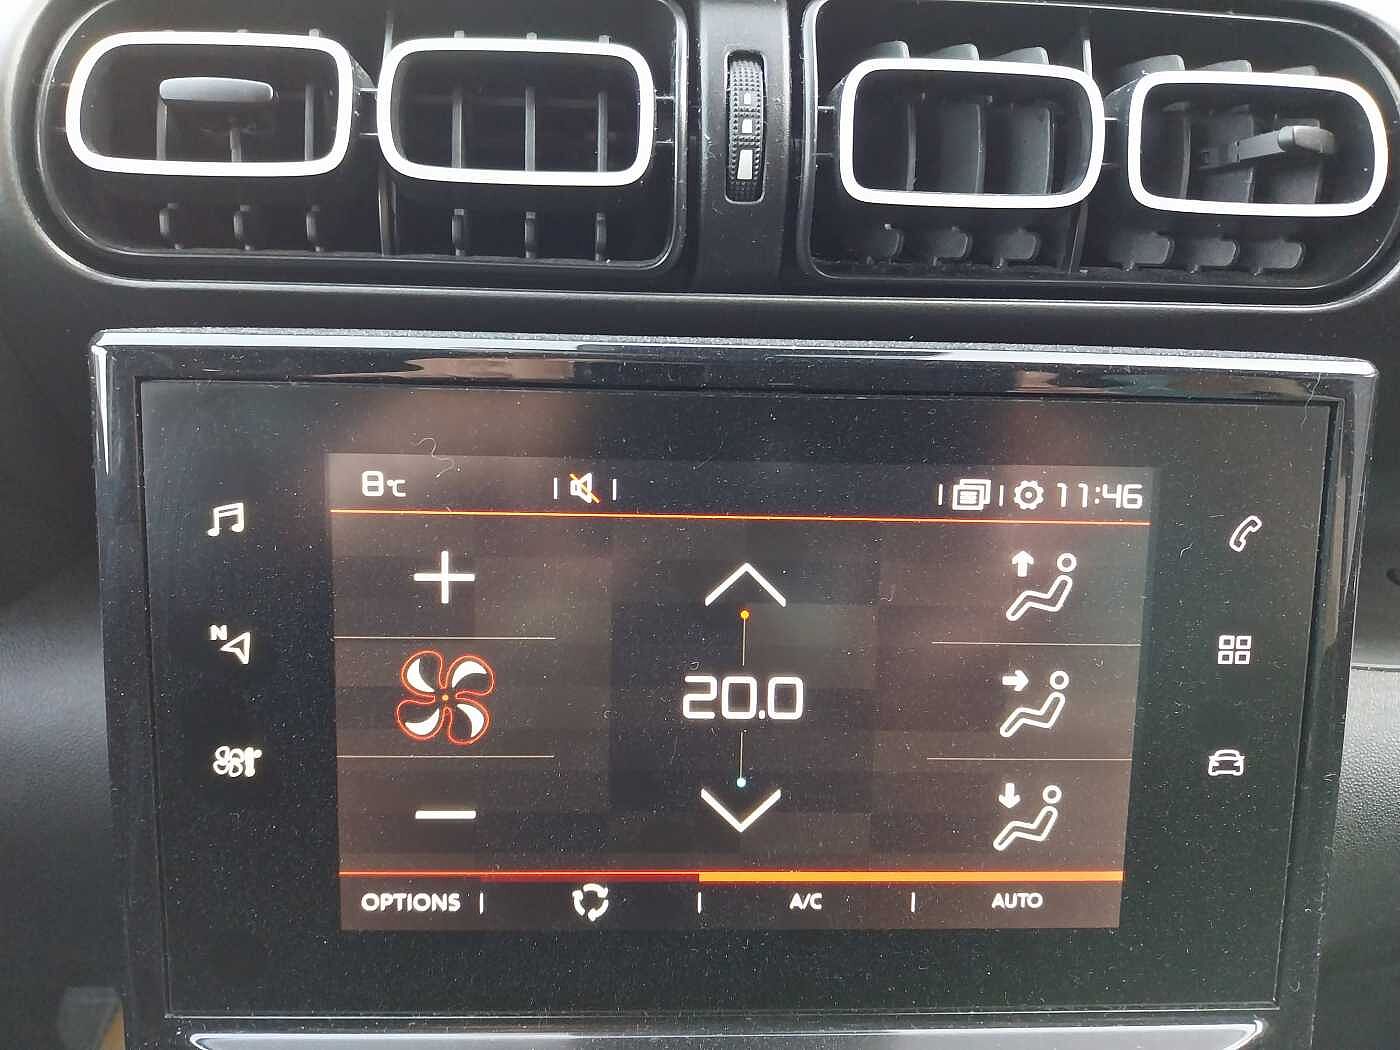 8°C 11:46
N
20.0
OPTIONS A/C AUTO